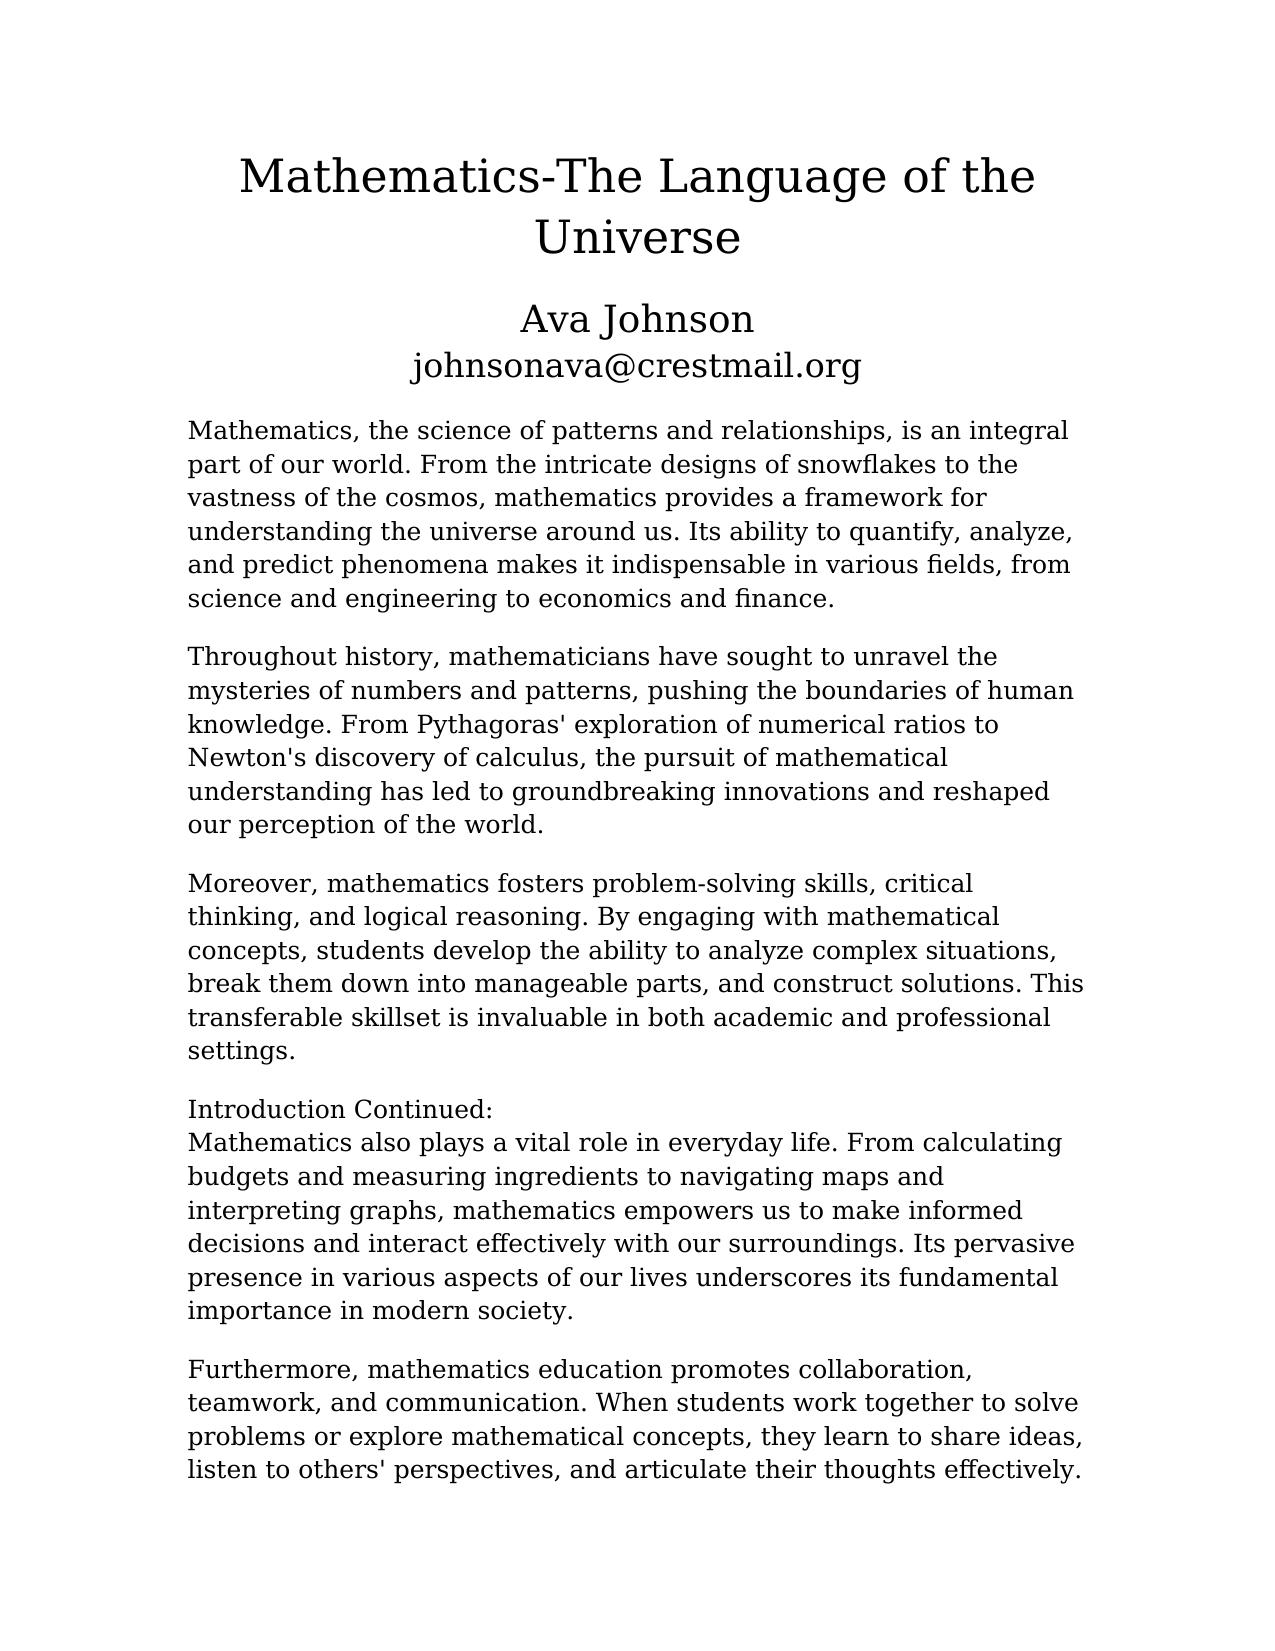 Mathematics-The Language of the
Universe
Ava Johnson
johnsonava@crestmail.org
Mathematics, the science of patterns and relationships, is an integral
part of our world. From the intricate designs of snowflakes to the
vastness of the cosmos, mathematics provides a framework for
understanding the universe around us. Its ability to quantify, analyze,
and predict phenomena makes it indispensable in various fields, from
science and engineering to economics and finance.
Throughout history, mathematicians have sought to unravel the
mysteries of numbers and patterns, pushing the boundaries of human
knowledge. From Pythagoras' exploration of numerical ratios to
Newton's discovery of calculus, the pursuit of mathematical
understanding has led to groundbreaking innovations and reshaped
our perception of the world.
Moreover, mathematics fosters problem-solving skills, critical
thinking, and logical reasoning. By engaging with mathematical
concepts, students develop the ability to analyze complex situations,
break them down into manageable parts, and construct solutions. This
transferable skillset is invaluable in both academic and professional
settings.
Introduction Continued:
Mathematics also plays a vital role in everyday life. From calculating
budgets and measuring ingredients to navigating maps and
interpreting graphs, mathematics empowers us to make informed
decisions and interact effectively with our surroundings. Its pervasive
presence in various aspects of our lives underscores its fundamental
importance in modern society.
Furthermore, mathematics education promotes collaboration,
teamwork, and communication. When students work together to solve
problems or explore mathematical concepts, they learn to share ideas,
listen to others' perspectives, and articulate their thoughts effectively.